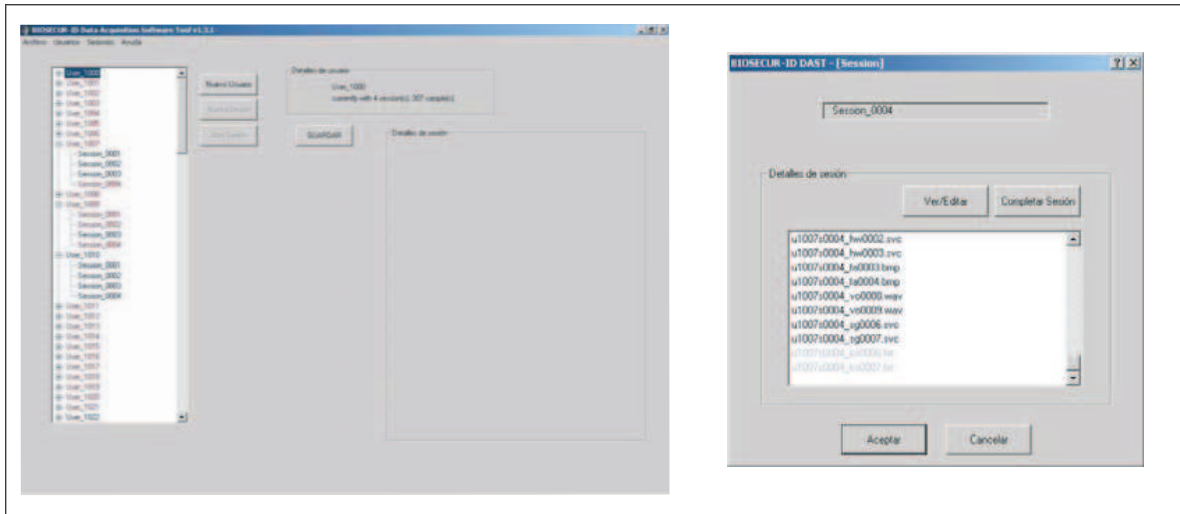 BIOSECUR-ID Data Acquisition Software Tool v1.3.1
Archivo Usuarios Sesiones Ayuda
User_1000
User_1001
User_1002
User_1003
User_1004
User_1005
User_1006
User_1007
Session_0001
Session_0002
Session_0003
Session_0004
User_1008
User_1009
Session_0001
Session_0002
Session_0003
Session_0004
User_1010
Session_0001
Session_0002
Session_0003
Session_0004
User_1011
User_1012
User_1013
User_1014
User_1015
User_1016
User_1017
User_1018
User_1019
User_1020
User_1021
User_1022
Nuevo Usuario
GUARDAR
Detalles de usuario
User_1000
currently with 4 session(s), 307 sample(s)
Detalles de sesión
BIOSECUR-ID DAST - [Session]
Session_0004
Detalles de sesión
Ver/Editar
Completar Sesión
u1007s0004_hw0002.svc
u1007s0004_hw0003.svc
u1007s0004_fa0003.bmp
u1007s0004_fa0004.bmp
u1007s0004_vo0008.wav
u1007s0004_vo0009.wav
u1007s0004_sg0006.svc
u1007s0004_sg0007.svc
Aceptar
Cancelar